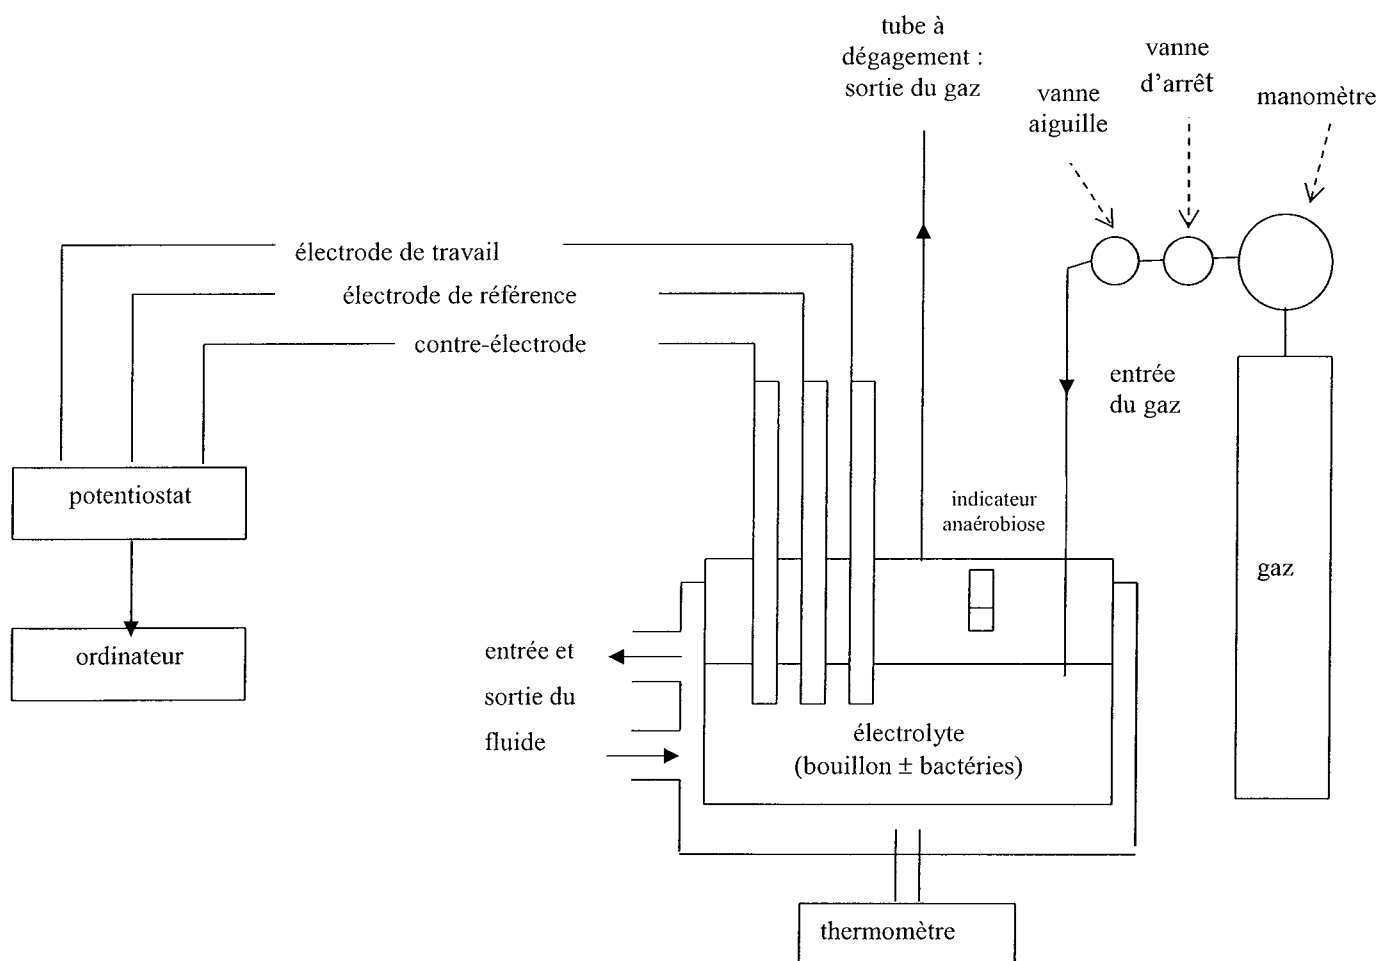 tube à
dégagement :
sortie du gaz
vanne
aiguille
vanne
d'arrêt
manomètre
électrode de travail
électrode de référence
contre-électrode
entrée
du gaz
potentiostat
indicateur
anaérobiose
gaz
ordinateur
entrée et
sortie du
fluide
électrolyte
(bouillon ± bactéries)
thermomètre